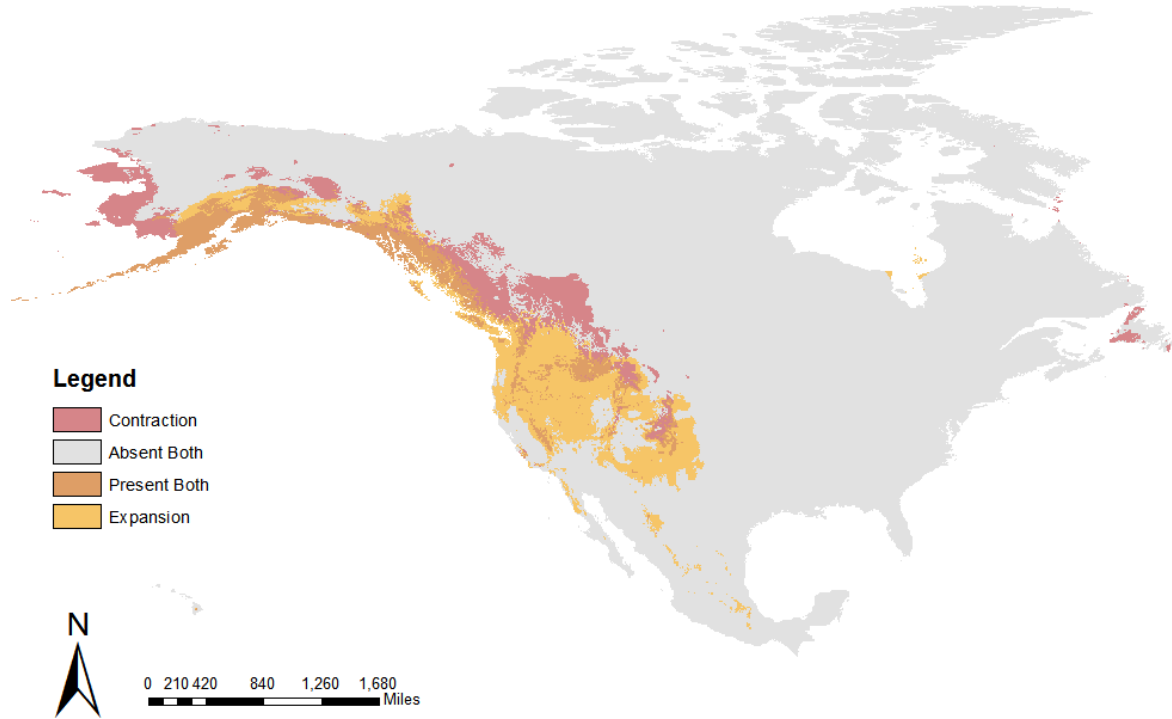 Legend
Contraction
Absent Both
Present Both
Expansion
N
0 210 420 840 1,260 1,680
Miles